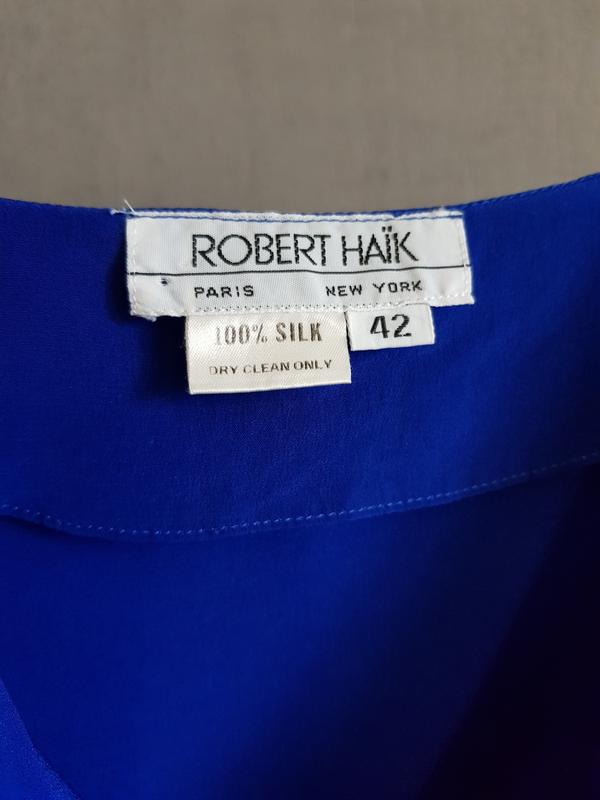 ROBERT HAÏK
PARIS NEW YORK
100% SILK
42
DRY CLEAN ONLY